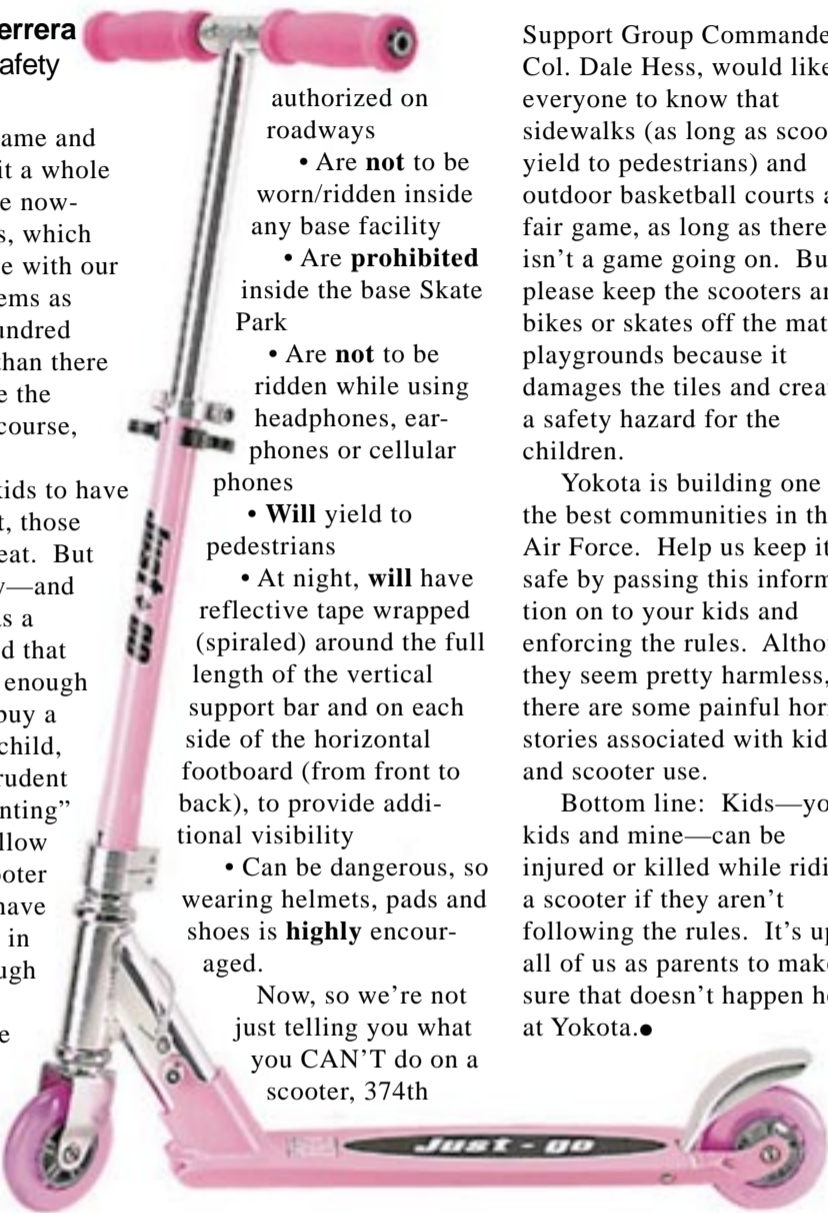 errera
afety
ame and
it a whole
e now-
s, which
e with our
ems as
undred
than there
e the
course,
kids to have
t, those
eat. But
y—and
s a
d that
enough
buy a
child,
rudent
nting”
llow
ooter
have
in
ugh
e
authorized on
roadways
• Are not to be
worn/ridden inside
any base facility
• Are prohibited
inside the base Skate
Park
• Are not to be
ridden while using
headphones, ear-
phones or cellular
phones
• Will yield to
pedestrians
• At night, will have
reflective tape wrapped
(spiraled) around the full
length of the vertical
support bar and on each
side of the horizontal
footboard (from front to
back), to provide addi-
tional visibility
• Can be dangerous, so
wearing helmets, pads and
shoes is highly encour-
aged.
Now, so we’re not
just telling you what
you CAN’T do on a
scooter, 374th
Support Group Commande
Col. Dale Hess, would like
everyone to know that
sidewalks (as long as scoo
yield to pedestrians) and
outdoor basketball courts a
fair game, as long as there
isn’t a game going on. Bu
please keep the scooters an
bikes or skates off the mat
playgrounds because it
damages the tiles and crea
a safety hazard for the
children.
Yokota is building one
the best communities in th
Air Force. Help us keep it
safe by passing this inform
tion on to your kids and
enforcing the rules. Altho
they seem pretty harmless,
there are some painful hor
stories associated with kid
and scooter use.
Bottom line: Kids—yo
kids and mine—can be
injured or killed while ridi
a scooter if they aren’t
following the rules. It’s up
all of us as parents to make
sure that doesn’t happen he
at Yokota.●
Just - go
Just - go